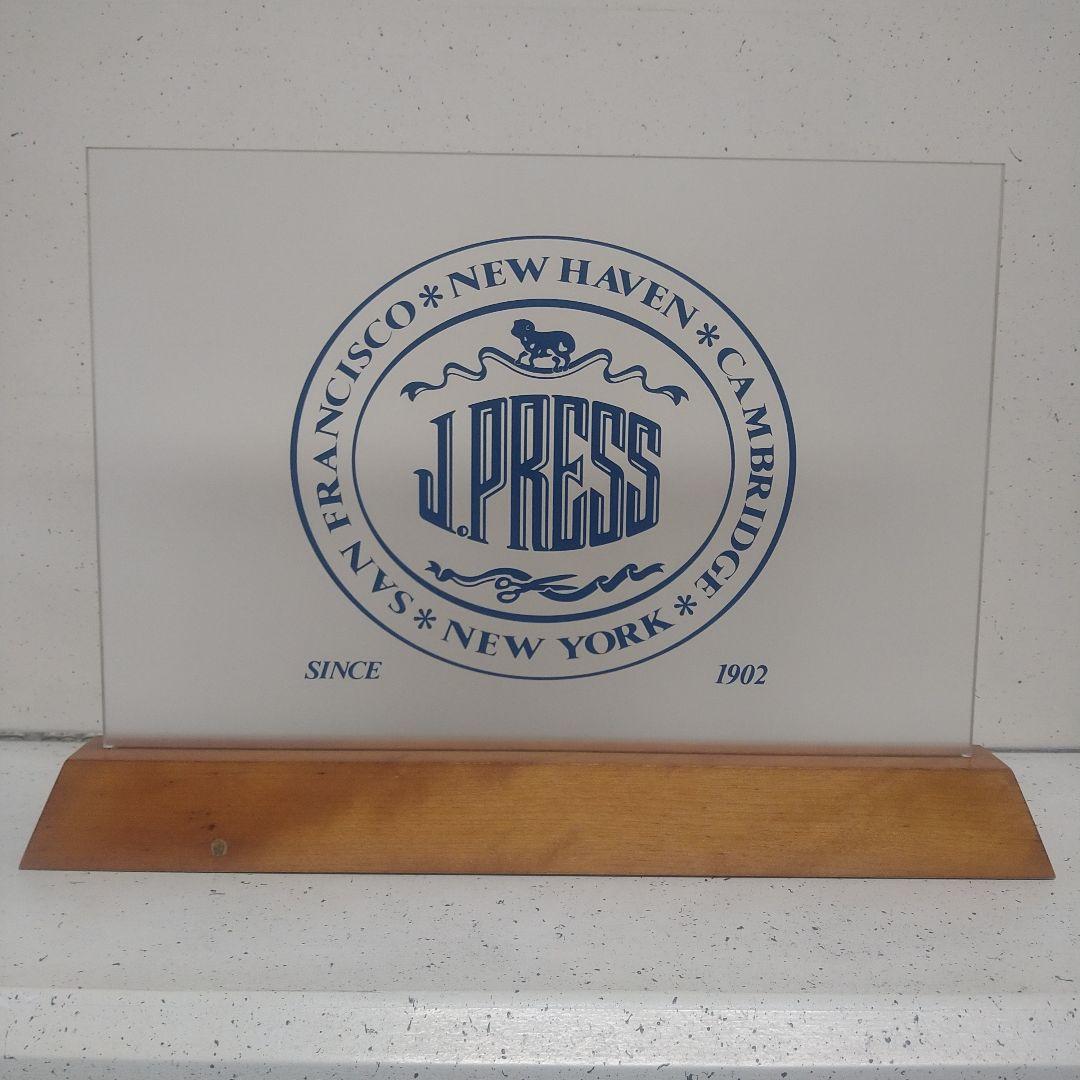 SAN FRANCISCO * NEW HAVEN * CAMBRIDGE * NEW YORK *
J.PRESS
SINCE 1902